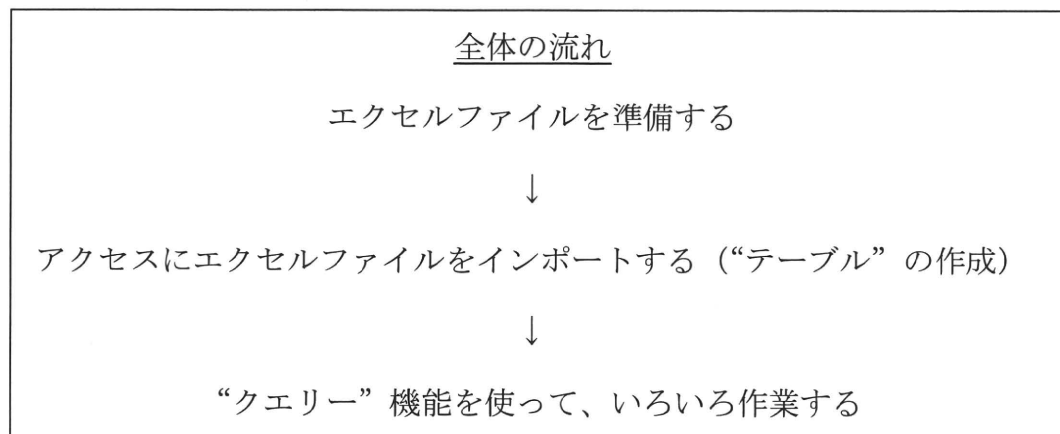 全体の流れ
エクセルファイルを準備する
↓
アクセスにエクセルファイルをインポートする（“テーブル” の作成）
↓
“クエリー” 機能を使って、いろいろ作業する